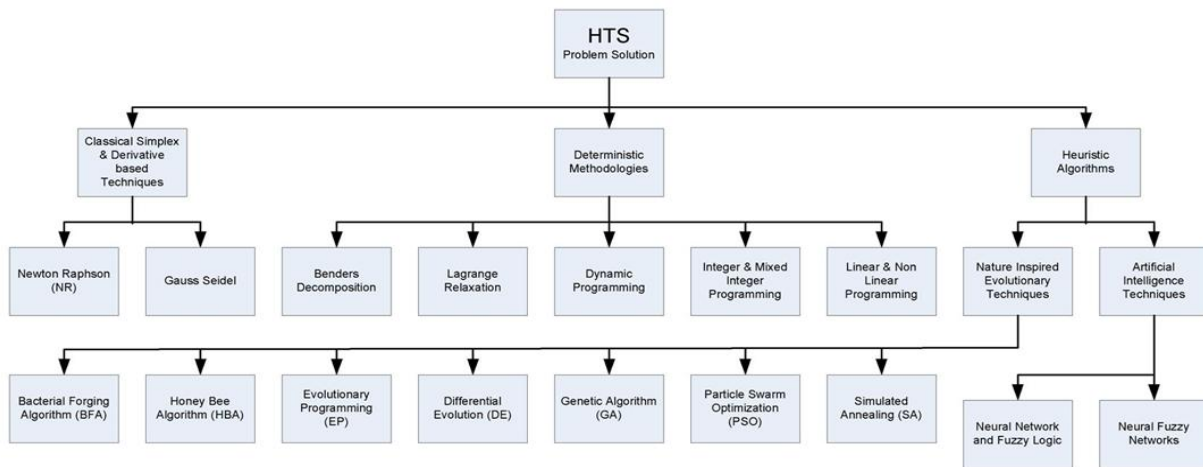 HTS
Problem Solution
Classical Simplex
& Derivative
based
Techniques
Deterministic
Methodologies
Heuristic
Algorithms
Newton Raphson
(NR)
Gauss Seidel
Benders
Decomposition
Lagrange
Relaxation
Dynamic
Programming
Integer & Mixed
Integer
Programming
Linear & Non
Linear
Programming
Nature Inspired
Evolutionary
Techniques
Artificial
Intelligence
Techniques
Bacterial Forging
Algorithm (BFA)
Honey Bee
Algorithm (HBA)
Evolutionary
Programming
(EP)
Differential
Evolution (DE)
Genetic Algorithm
(GA)
Particle Swarm
Optimization
(PSO)
Simulated
Annealing (SA)
Neural Network
and Fuzzy Logic
Neural Fuzzy
Networks